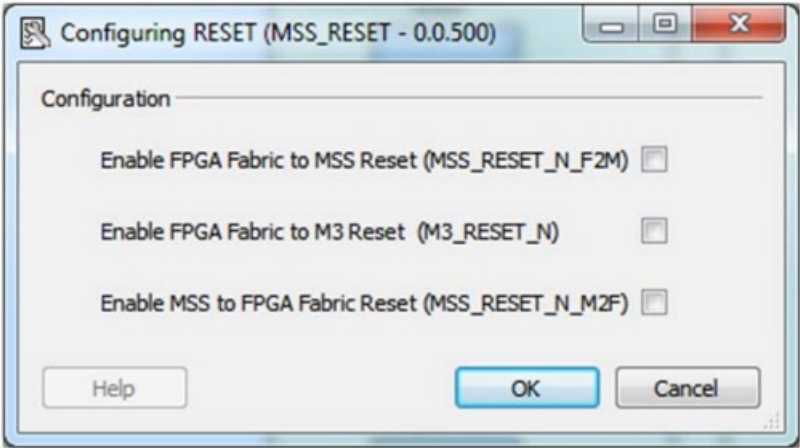 Configuring RESET (MSS_RESET - 0.0.500)
Configuration
Enable FPGA Fabric to MSS Reset (MSS_RESET_N_F2M)
Enable FPGA Fabric to M3 Reset (M3_RESET_N)
Enable MSS to FPGA Fabric Reset (MSS_RESET_N_M2F)
Help OK Cancel